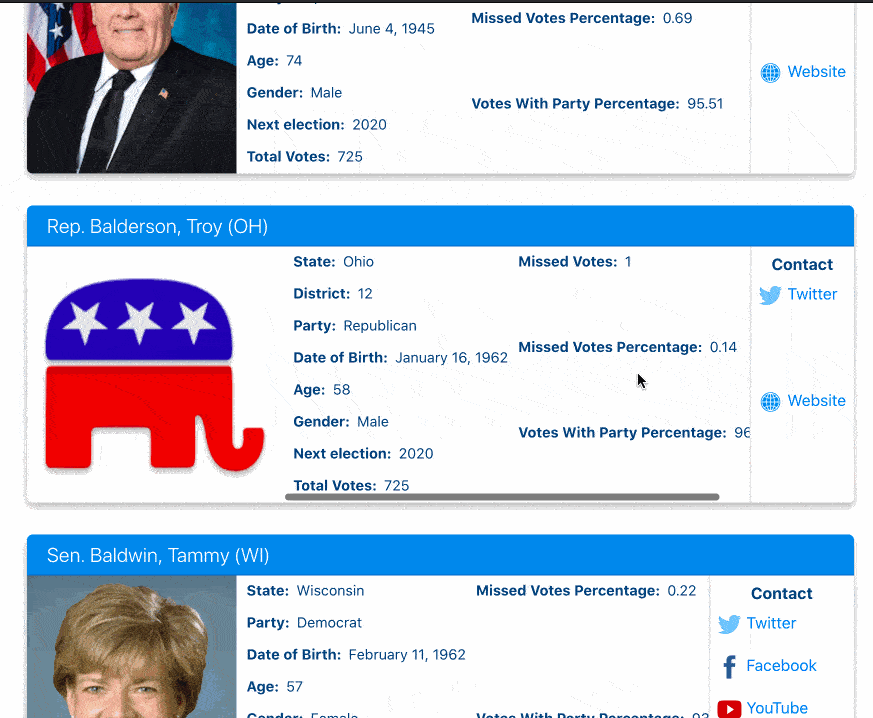 Date of Birth: June 4, 1945
Missed Votes Percentage: 0.69
Age: 74
Website
Gender: Male
Votes With Party Percentage: 95.51
Next election: 2020
Total Votes: 725
Rep. Balderson, Troy (OH)
State: Ohio
Missed Votes: 1
Contact
District: 12
Twitter
Party: Republican
Missed Votes Percentage: 0.14
Date of Birth: January 16, 1962
Age: 58
Website
Gender: Male
Votes With Party Percentage: 96
Next election: 2020
Total Votes: 725
Sen. Baldwin, Tammy (WI)
State: Wisconsin
Missed Votes Percentage: 0.22
Contact
Party: Democrat
Twitter
Date of Birth: February 11, 1962
Facebook
Age: 57
YouTube
Gender: Female
Votes With Party Percentage: